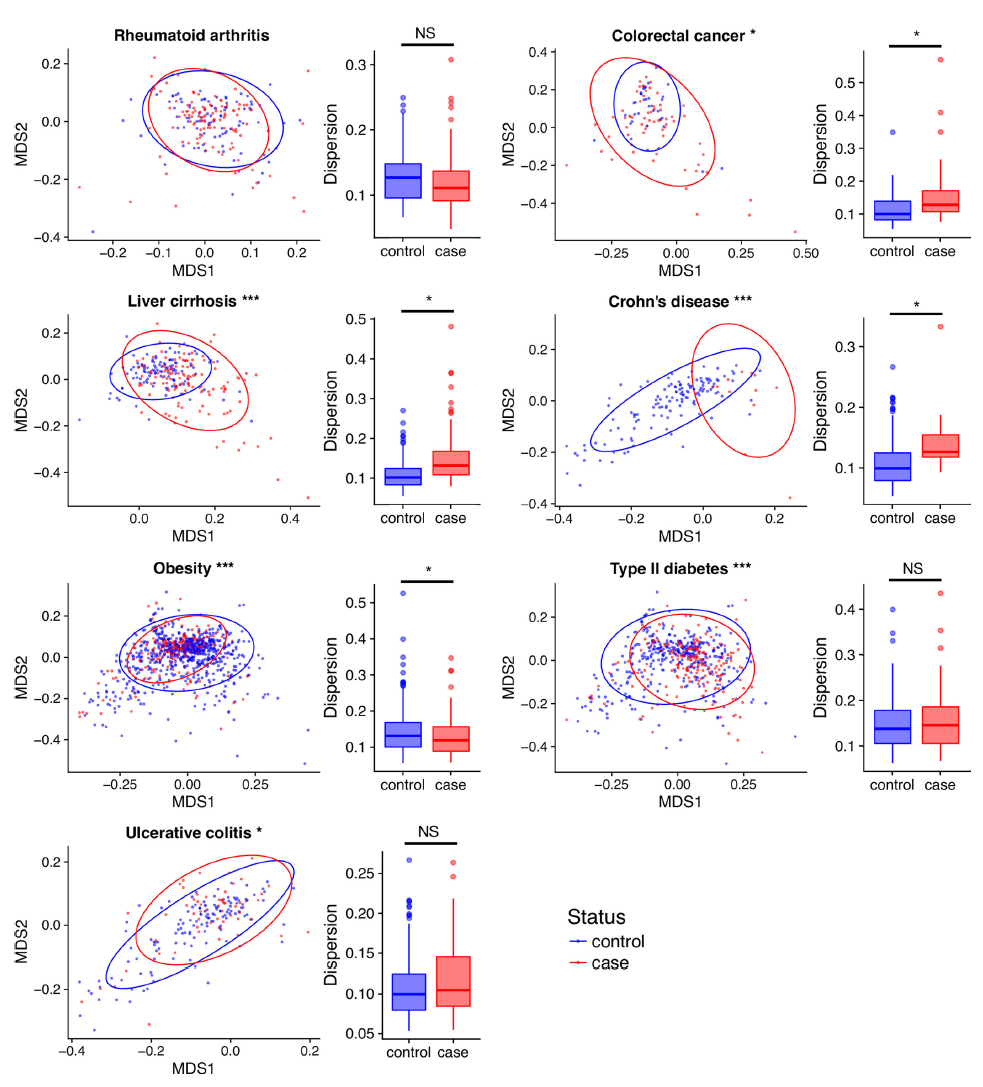 Rheumatoid arthritis
MDS2
0.2
0.0
−0.2
−0.4
−0.2
−0.1
0.0
0.1
0.2
MDS1
NS
Dispersion
0.3
0.2
0.1
control case
Colorectal cancer *
MDS2
0.4
0.2
0.0
−0.2
−0.4
−0.25
0.00
0.25
0.50
MDS1
*
Dispersion
0.5
0.4
0.3
0.2
0.1
control case
Liver cirrhosis ***
MDS2
0.2
0.0
−0.2
−0.4
0.0
0.2
0.4
MDS1
*
Dispersion
0.5
0.4
0.3
0.2
0.1
control case
Crohn's disease ***
MDS2
0.2
0.0
−0.2
−0.4
−0.4
−0.2
0.0
0.2
MDS1
*
Dispersion
0.3
0.2
0.1
control case
Obesity ***
MDS2
0.2
0.0
−0.2
−0.4
−0.25
0.00
0.25
MDS1
*
Dispersion
0.5
0.4
0.3
0.2
0.1
control case
Type II diabetes ***
MDS2
0.2
0.0
−0.2
−0.4
−0.25
0.00
0.25
MDS1
NS
Dispersion
0.4
0.3
0.2
0.1
control case
Ulcerative colitis *
MDS2
0.2
0.0
−0.2
−0.4
−0.2
0.0
0.2
MDS1
NS
Dispersion
0.25
0.20
0.15
0.10
0.05
control case
Status
control
case